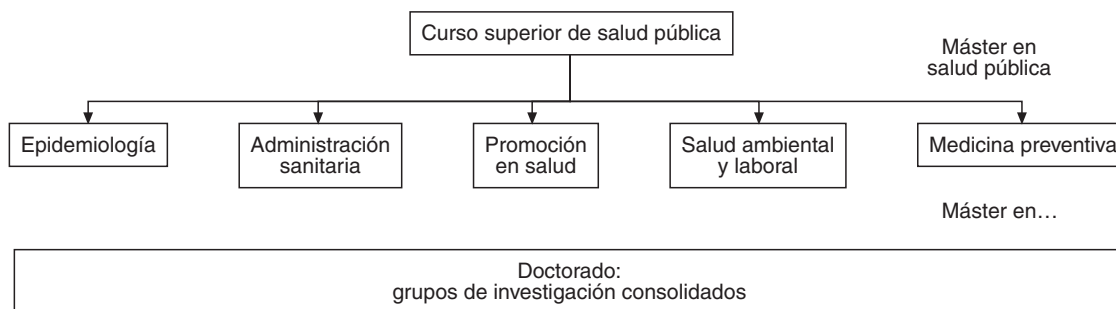 Curso superior de salud pública
Máster en
salud pública
Epidemiología
Administración
sanitaria
Promoción
en salud
Salud ambiental
y laboral
Medicina preventiva
Máster en…
Doctorado:
grupos de investigación consolidados